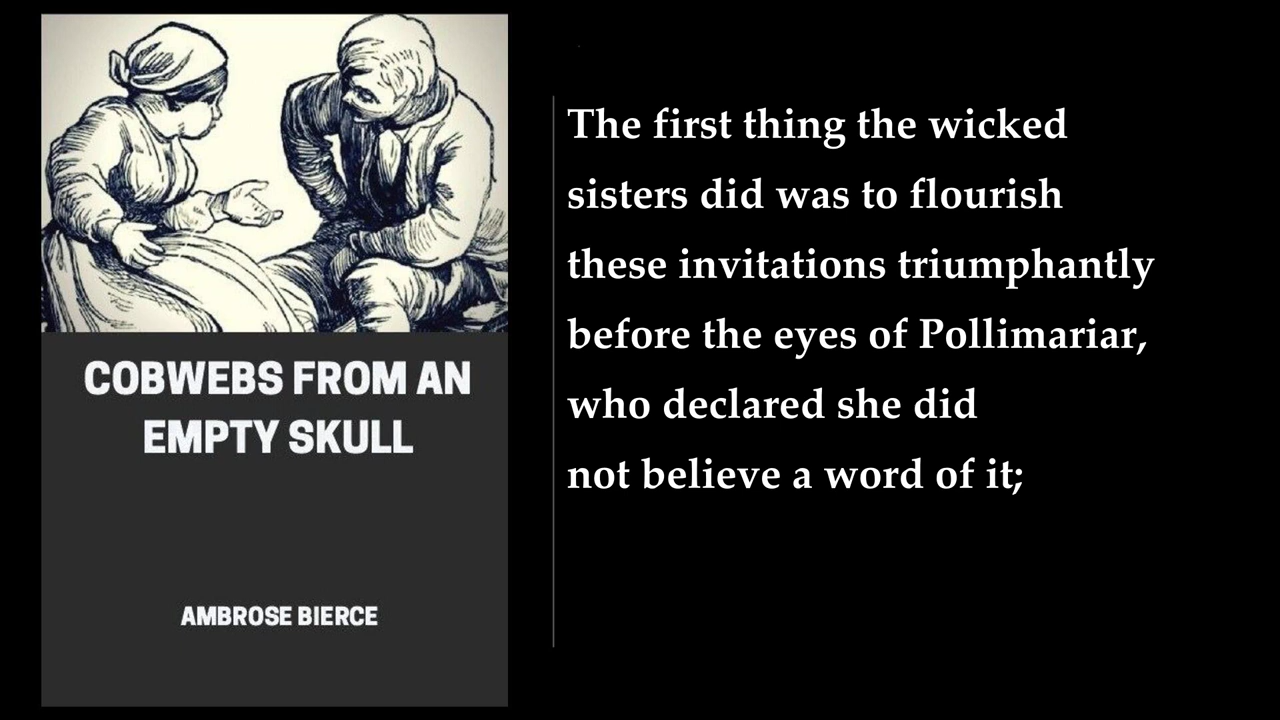 COBWEBS FROM AN
EMPTY SKULL
AMBROSE BIERCE
The first thing the wicked
sisters did was to flourish
these invitations triumphantly
before the eyes of Pollimariar,
who declared she did
not believe a word of it;